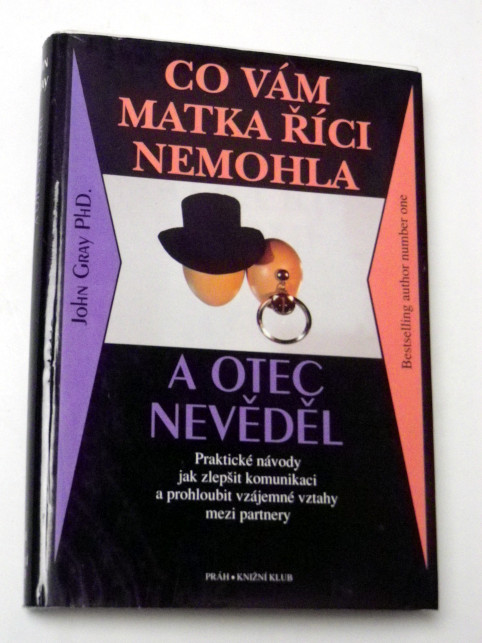 CO VÁM
MATKA ŘÍCI
NEMOHLA
JOHN GRAY PHD.
Bestselling author number one
A OTEC
NEVĚDĚL
Praktické návody
jak zlepšit komunikaci
a prohloubit vzájemné vztahy
mezi partnery
PRÁH • KNIŽNÍ KLUB